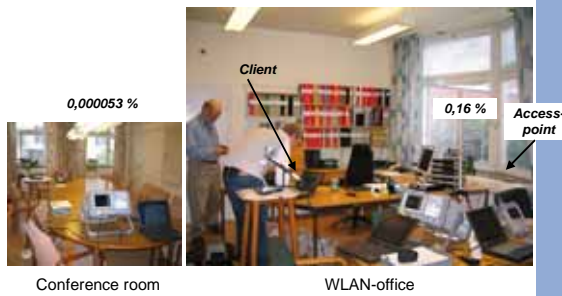 Client
0,000053 %
0,16 %
Access-
point
Conference room
WLAN-office